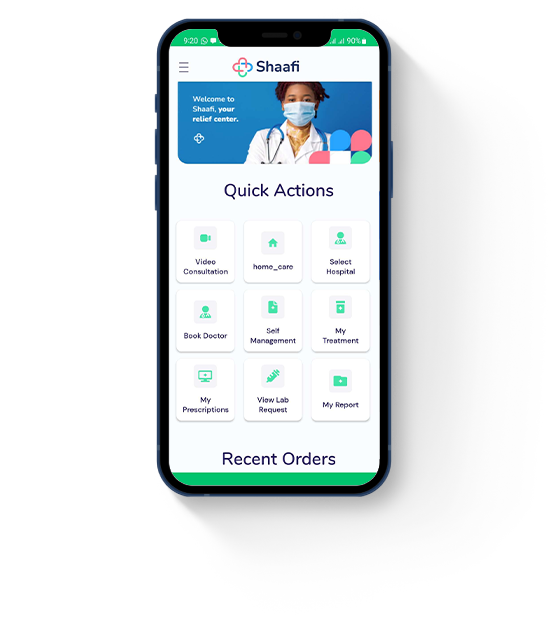 9:20 90%
Shaafi
Welcome to
Shaafi, your
relief center.
Quick Actions
Video
Consultation
home_care
Select
Hospital
Book Doctor
Self
Management
My
Treatment
My
Prescriptions
View Lab
Request
My Report
Recent Orders